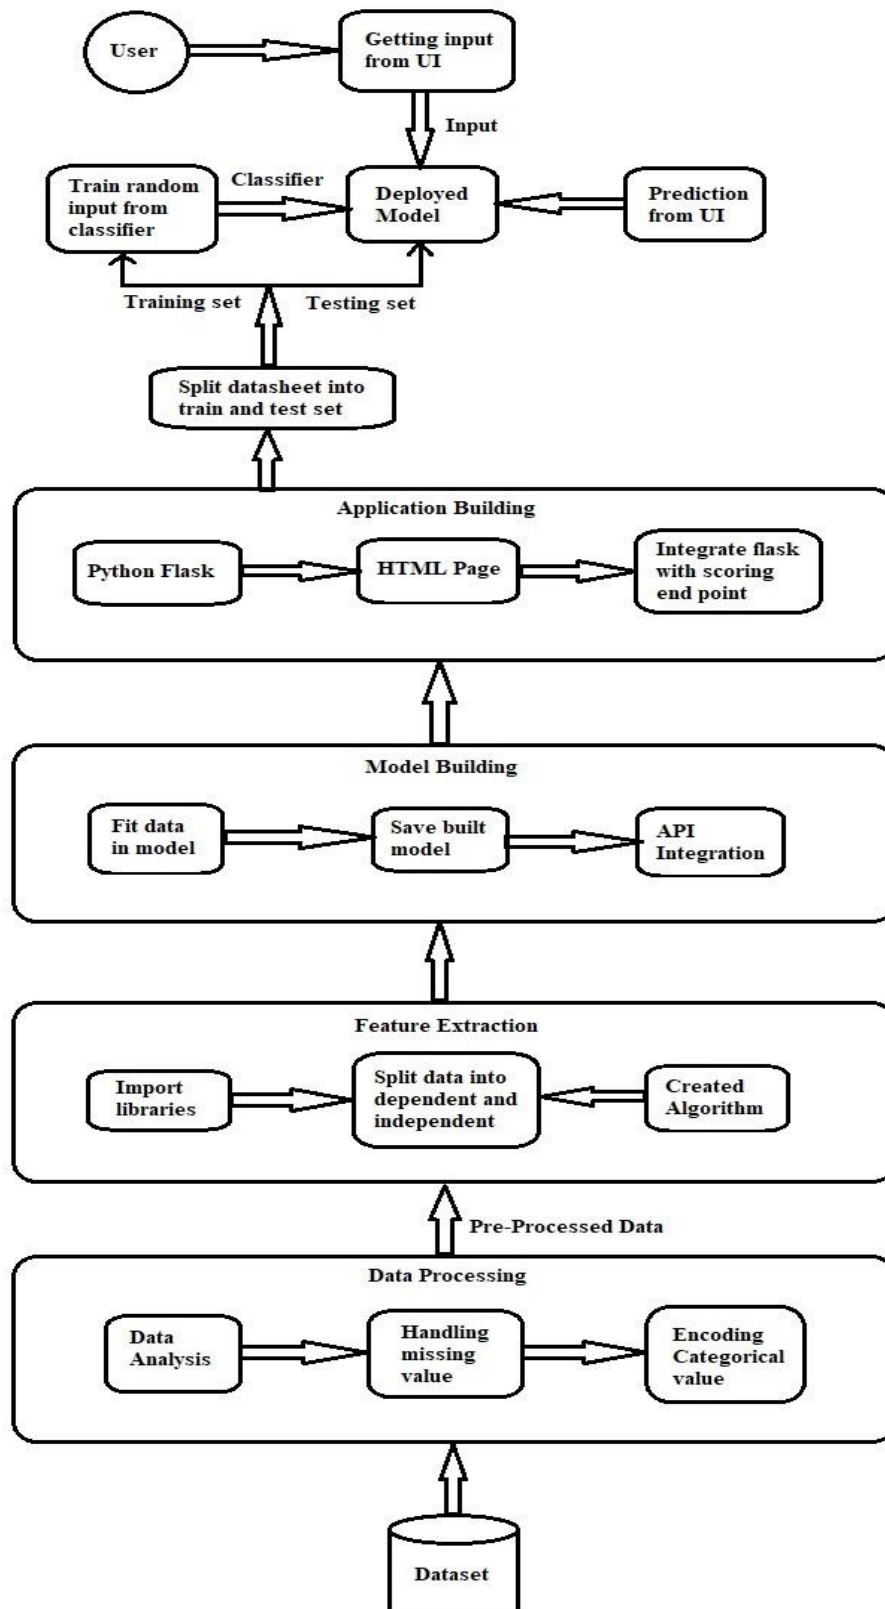 User
Getting input
from UI
Input
Train random
input from
classifier
Classifier
Deployed
Model
Prediction
from UI
Training set
Testing set
Split datasheet into
train and test set
Application Building
Python Flask
HTML Page
Integrate flask
with scoring
end point
Model Building
Fit data
in model
Save built
model
API
Integration
Feature Extraction
Import
libraries
Split data into
dependent and
independent
Created
Algorithm
Pre-Processed Data
Data Processing
Data
Analysis
Handling
missing
value
Encoding
Categorical
value
Dataset